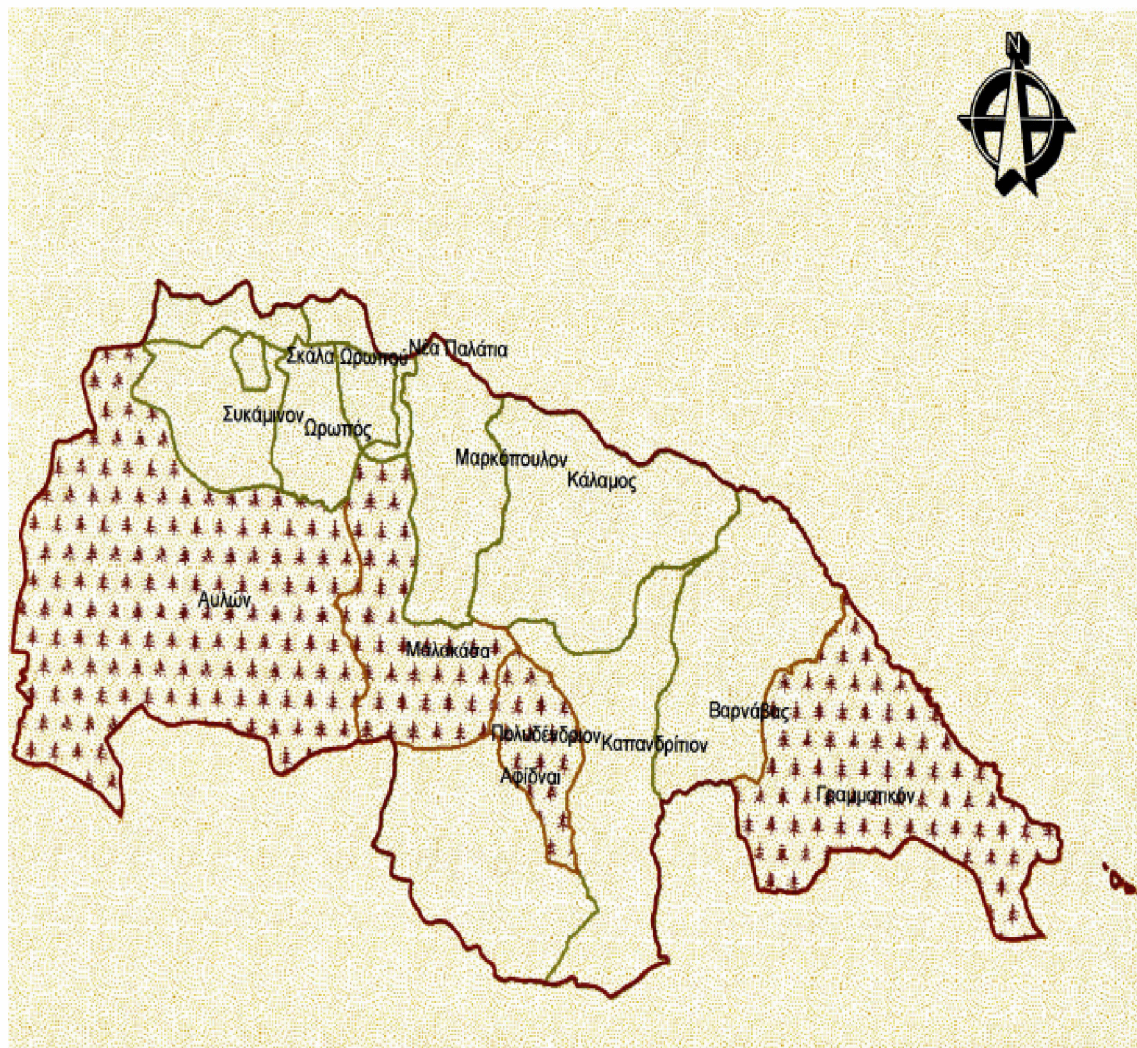 N
Νέα Παλάτια
Σκάλα Ωρωπού
Συκάμινον
Ωρωπός
Μαρκόπουλον
Κάλαμος
Αυλών
Μαλακάσα
Βαρνάβας
Πολυδένδριον
Καπανδρίτιον
Αφίδναι
Γραμματικόν